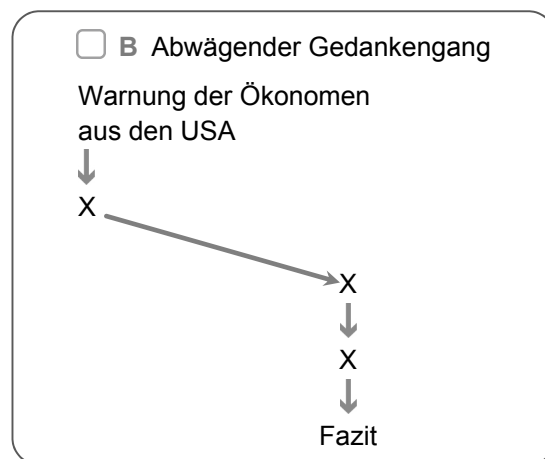 B Abwägender Gedankengang
Warnung der Ökonomen
aus den USA
X
X
X
Fazit